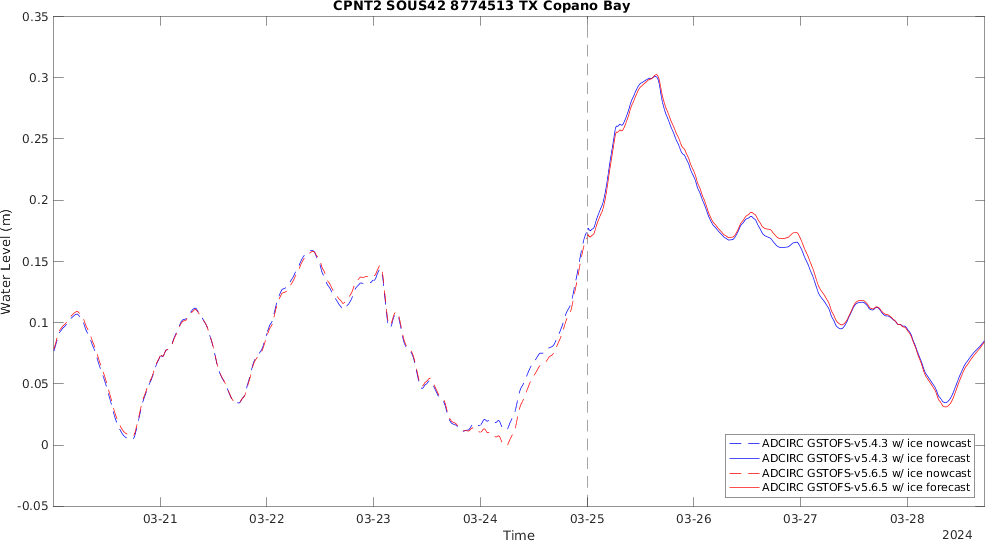 CPNT2 SOUS42 8774513 TX Copano Bay
0.35
0.3
0.25
0.2
0.15
0.1
0.05
0
-0.05
Water Level (m)
03-21
03-22
03-23
03-24
03-25
03-26
03-27
03-28
Time
2024
ADCIRC GSTOFS-v5.4.3 w/ ice nowcast
ADCIRC GSTOFS-v5.4.3 w/ ice forecast
ADCIRC GSTOFS-v5.6.5 w/ ice nowcast
ADCIRC GSTOFS-v5.6.5 w/ ice forecast